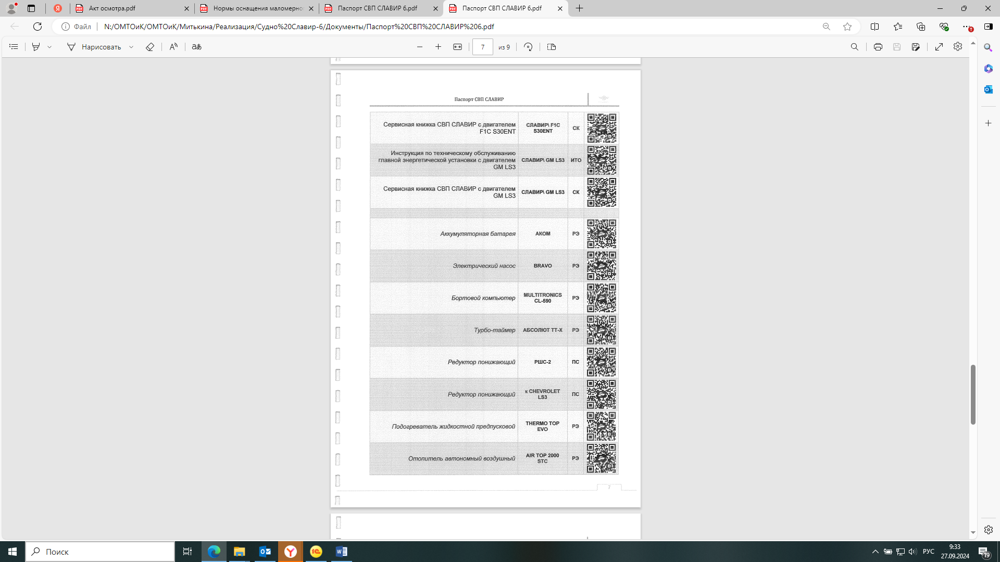 Акт осмотра.pdf
Нормы оснащения маломерно
Паспорт СВП СЛАВИР 6.pdf
Паспорт СВП СЛАВИР 6.pdf
Файл
N:/ОМТОиК/ОМТОиК/Митькина/Реализация/Судно%20Славир-6/Документы/Паспорт%20СВП%20СЛАВИР%206.pdf
Нарисовать
7
из 9
Паспорт СВП СЛАВИР
Сервисная книжка СВП СЛАВИР с двигателем
F1C S30ENT
СЛАВИР\ F1C
S30ENT
СК
Инструкция по техническому обслуживанию
главной энергетической установки с двигателем
GM LS3
СЛАВИР\ GM LS3
ИТО
Сервисная книжка СВП СЛАВИР с двигателем
GM LS3
СЛАВИР\ GM LS3
СК
Аккумуляторная батарея
АКОМ
РЭ
Электрический насос
BRAVO
РЭ
Бортовой компьютер
MULTITRONICS
CL-590
РЭ
Турбо-таймер
АБСОЛЮТ ТТ-Х
РЭ
Редуктор понижающий
РШС-2
ПС
Редуктор понижающий
к CHEVROLET
LS3
ПС
Подогреватель жидкостной предпусковой
THERMO TOP
EVO
РЭ
Отопитель автономный воздушный
AIR TOP 2000
STC
РЭ
7
Поиск
РУС
9:33
27.09.2024
19